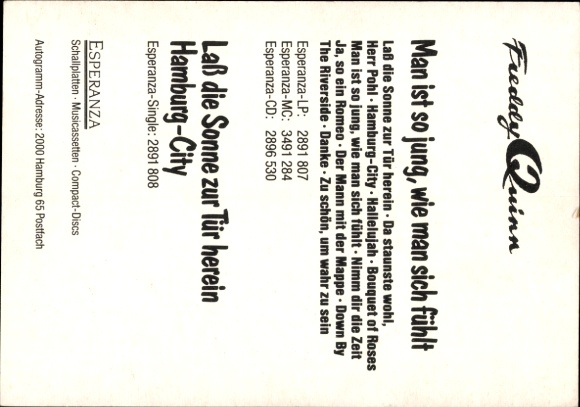 Freddy Quinn
Man ist so jung, wie man sich fühlt
Laß die Sonne zur Tür herein · Da staunste wohl,
Herr Pohl · Hamburg-City · Hallelujah · Bouquet of Roses
Man ist so jung, wie man sich fühlt · Nimm dir die Zeit
Ja, so ein Romeo · Der Mann mit der Mappe · Down By
The Riverside · Danke · Zu schön, um wahr zu sein
Esperanza-LP: 2891 807
Esperanza-MC: 3491 284
Esperanza-CD: 2896 530
Laß die Sonne zur Tür herein
Hamburg-City
Esperanza-Single: 2891 808
ESPERANZA
Schallplatten · Musicassetten · Compact-Discs
Autogramm-Adresse: 2000 Hamburg 65 Postfach